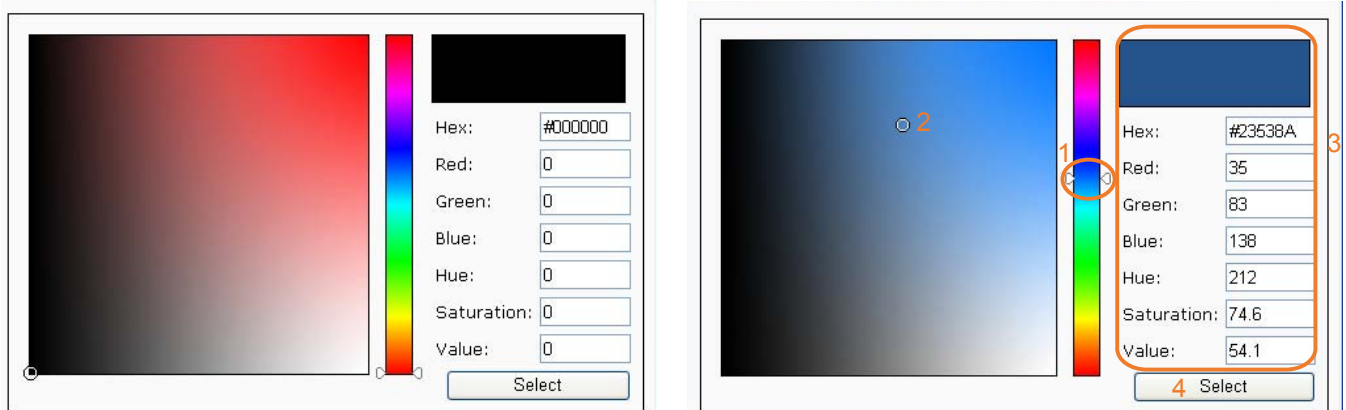 Hex: #000000
Red: 0
Green: 0
Blue: 0
Hue: 0
Saturation: 0
Value: 0
Select
2
1
3
Hex: #23538A
Red: 35
Green: 83
Blue: 138
Hue: 212
Saturation: 74.6
Value: 54.1
4 Select